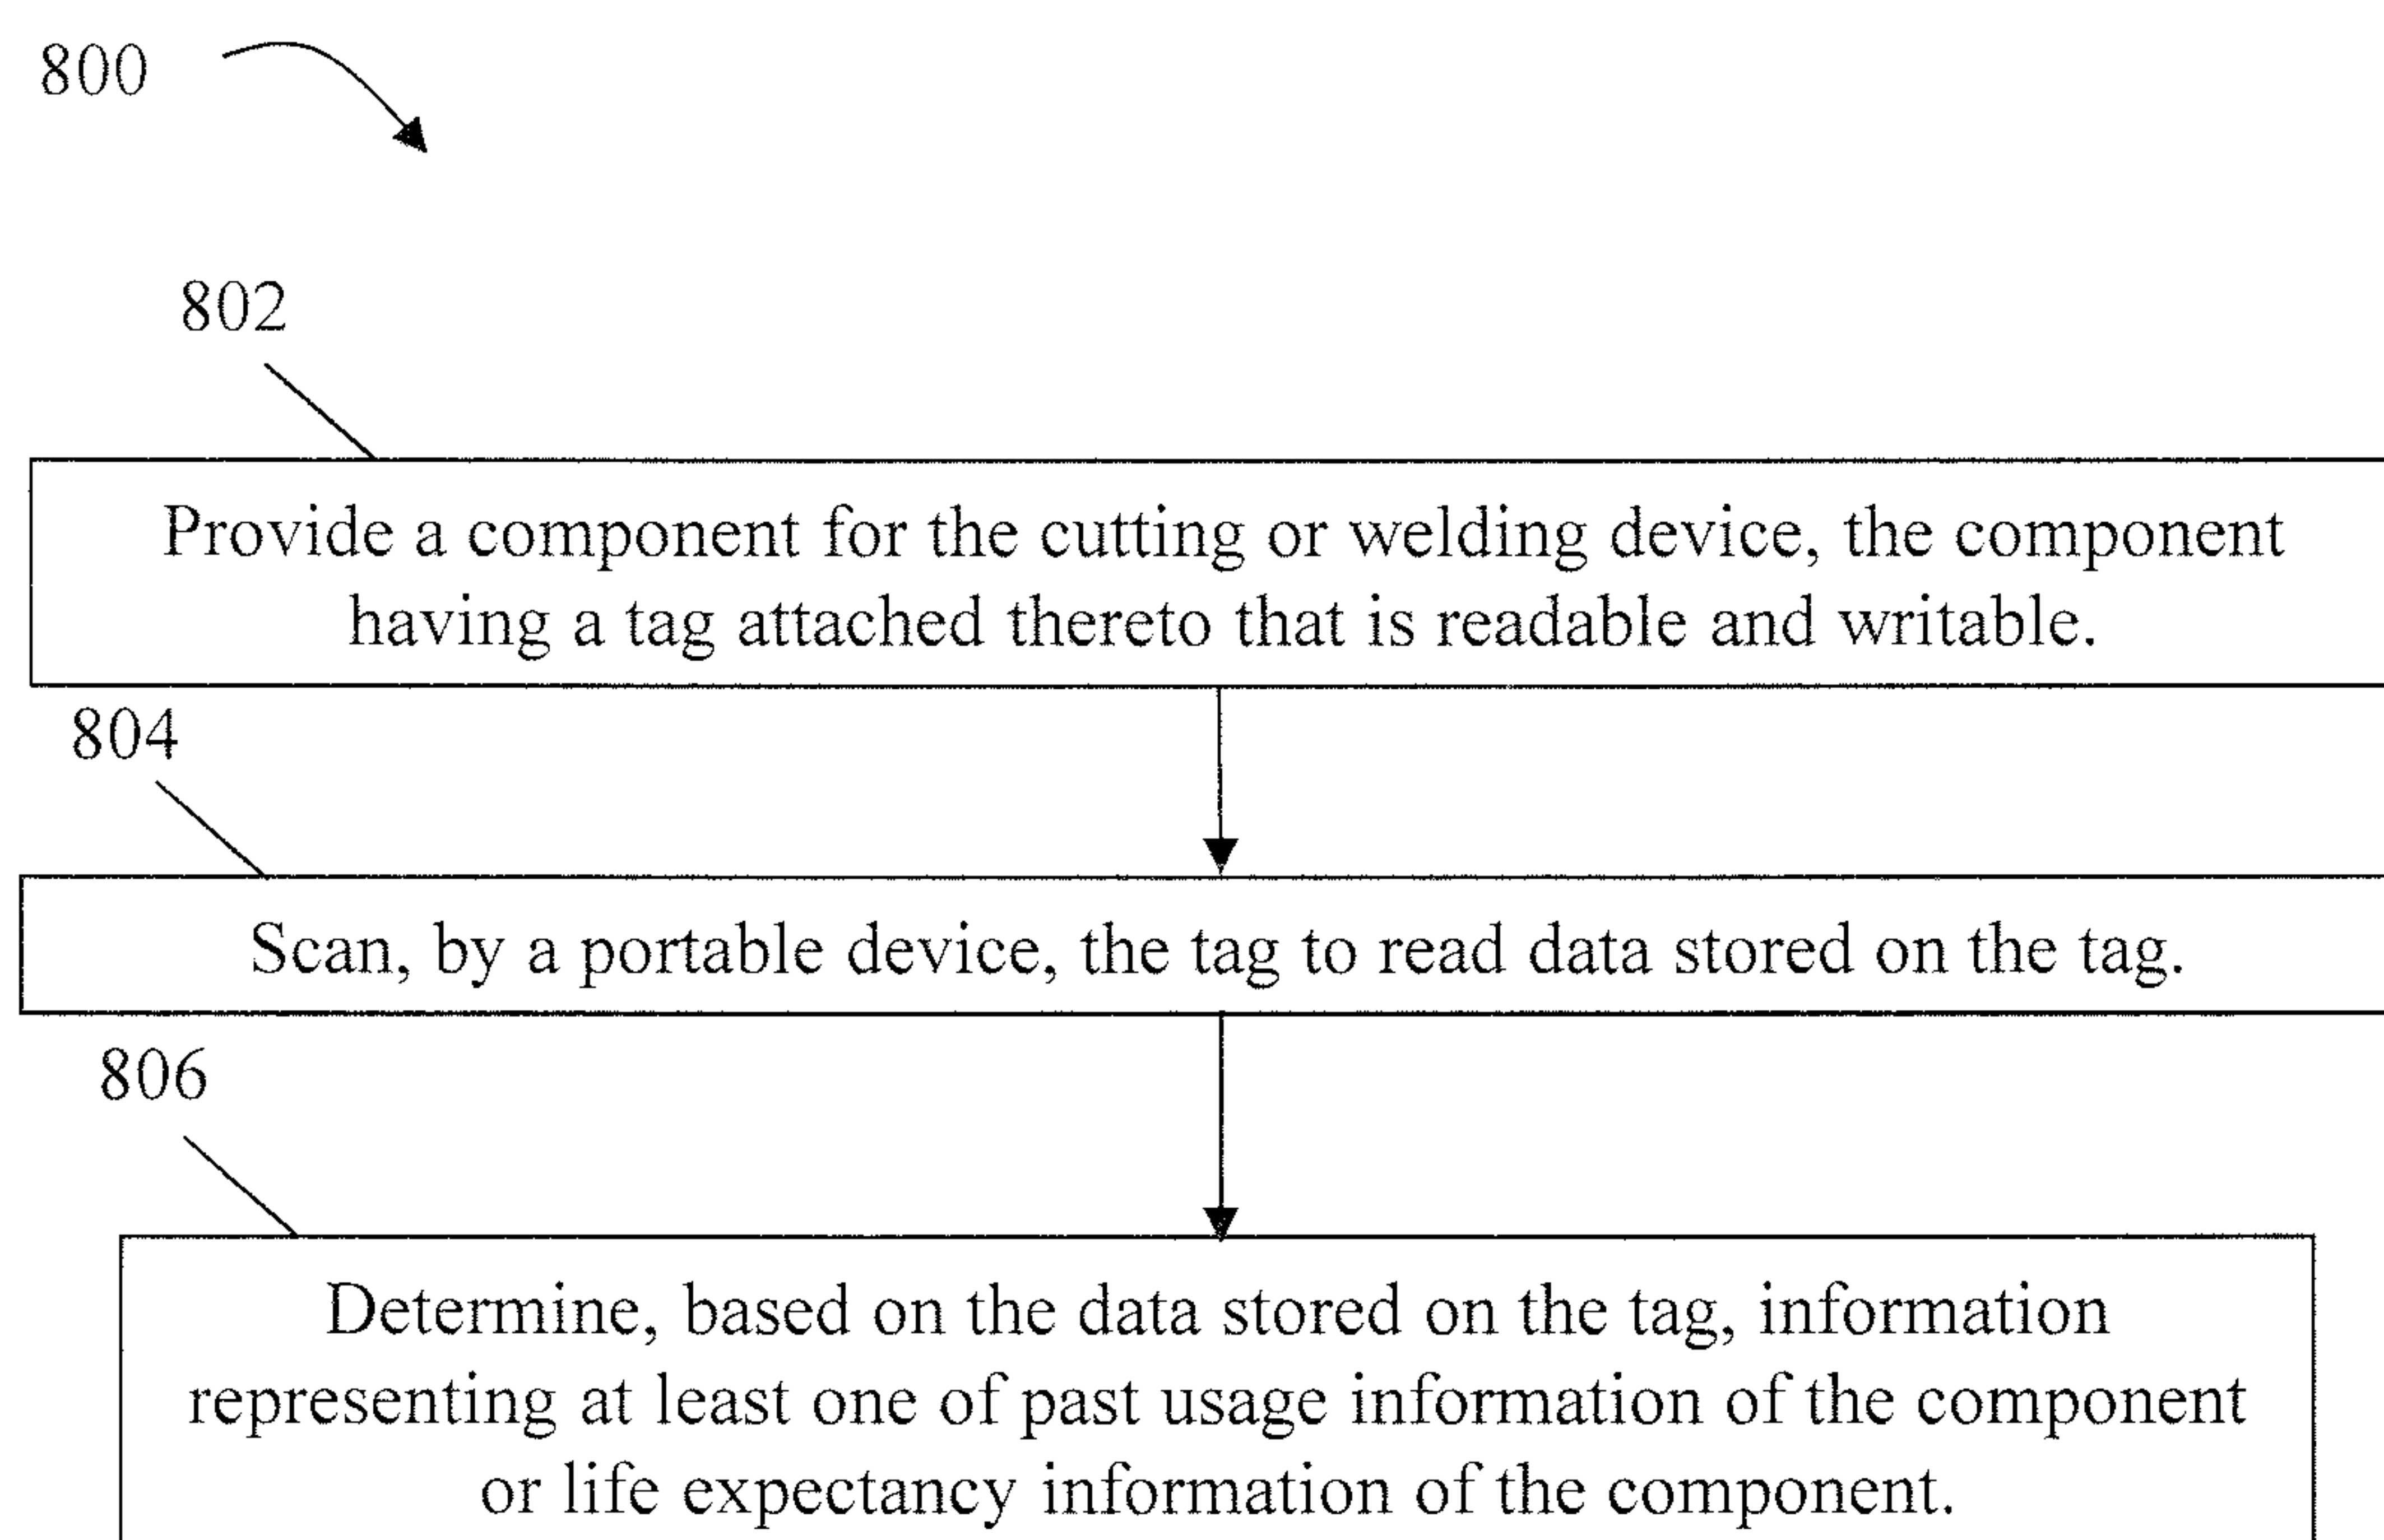 800
802
Provide a component for the cutting or welding device, the component
having a tag attached thereto that is readable and writable.
804
Scan, by a portable device, the tag to read data stored on the tag.
806
Determine, based on the data stored on the tag, information
representing at least one of past usage information of the component
or life expectancy information of the component.